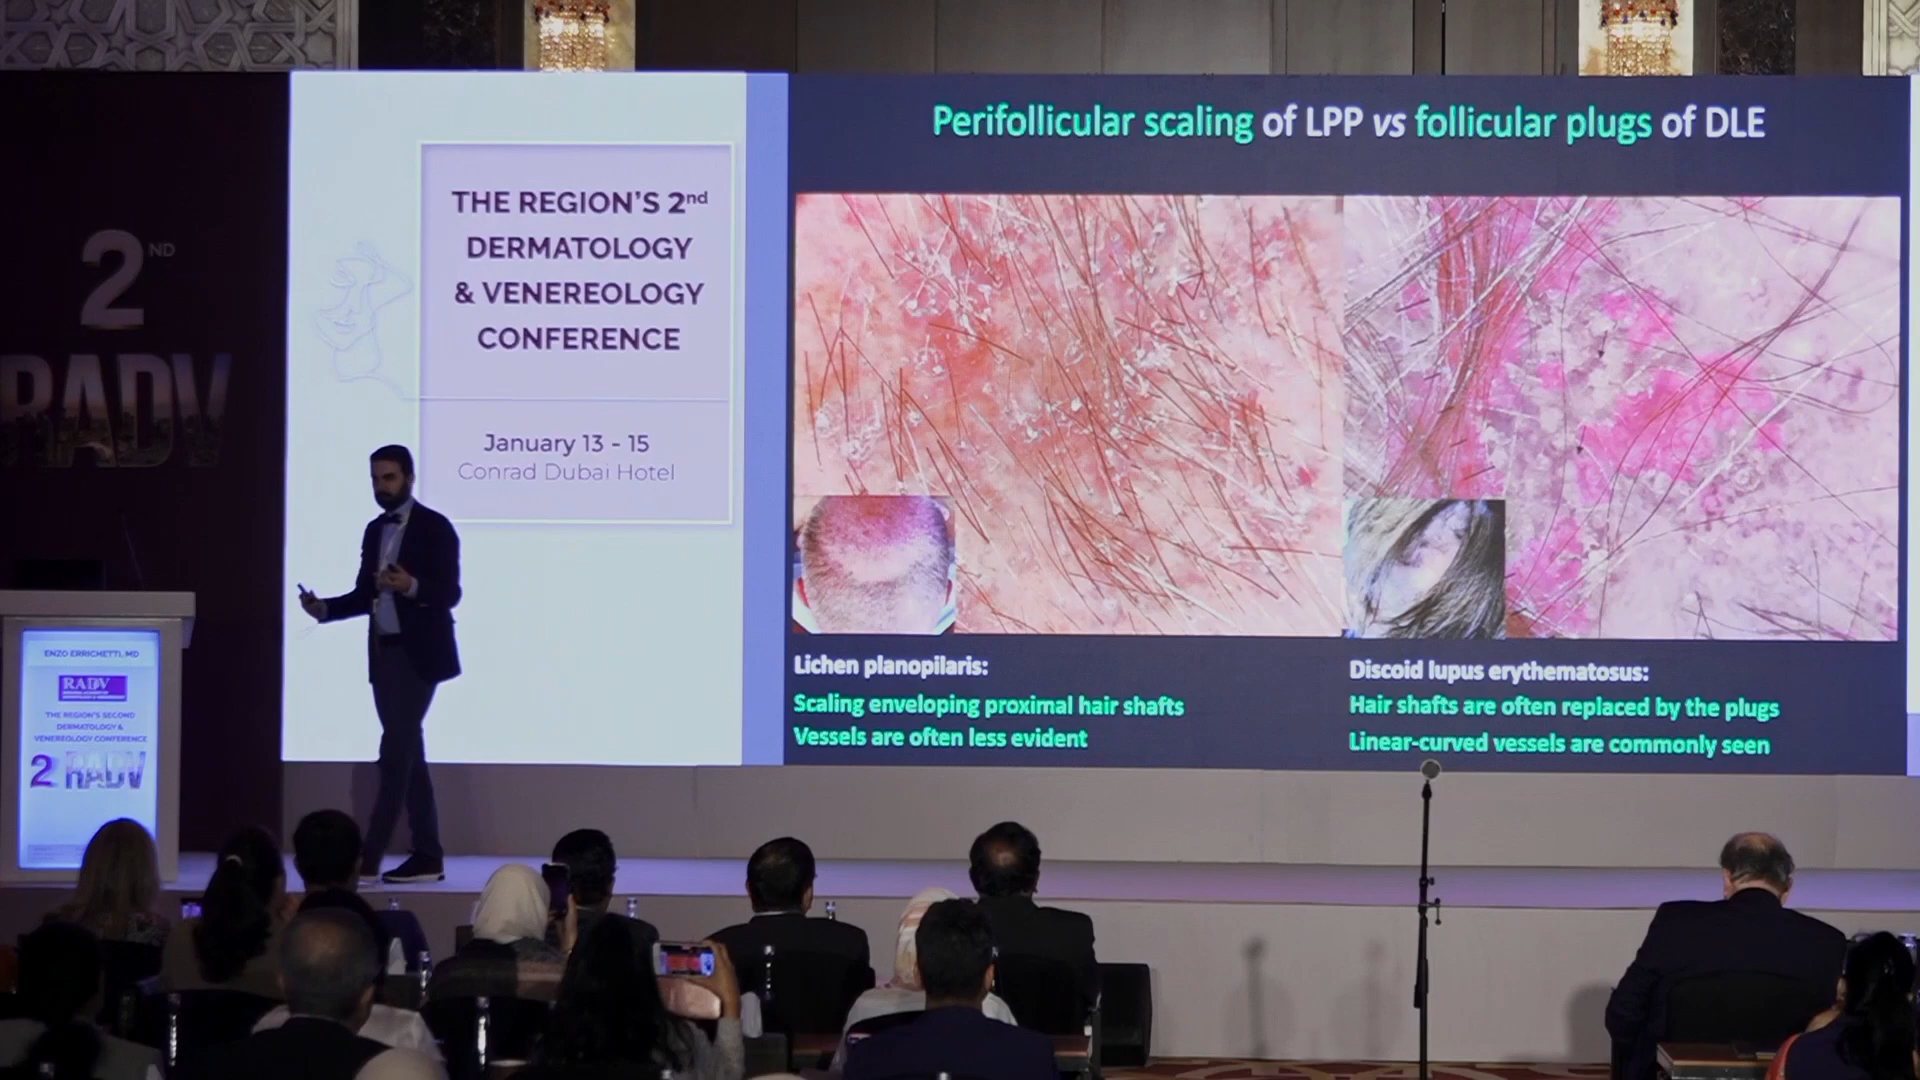 2ND
RADV
THE REGION'S 2nd
DERMATOLOGY
& VENEREOLOGY
CONFERENCE
January 13 - 15
Conrad Dubai Hotel
Perifollicular scaling of LPP vs follicular plugs of DLE
Lichen planopilaris:
Scaling enveloping proximal hair shafts
Vessels are often less evident
Discoid lupus erythematosus:
Hair shafts are often replaced by the plugs
Linear-curved vessels are commonly seen
ENZO ERRICHETTI, MD
RADV
THE REGION'S SECOND
DERMATOLOGY &
VENEREOLOGY CONFERENCE
2 RADV